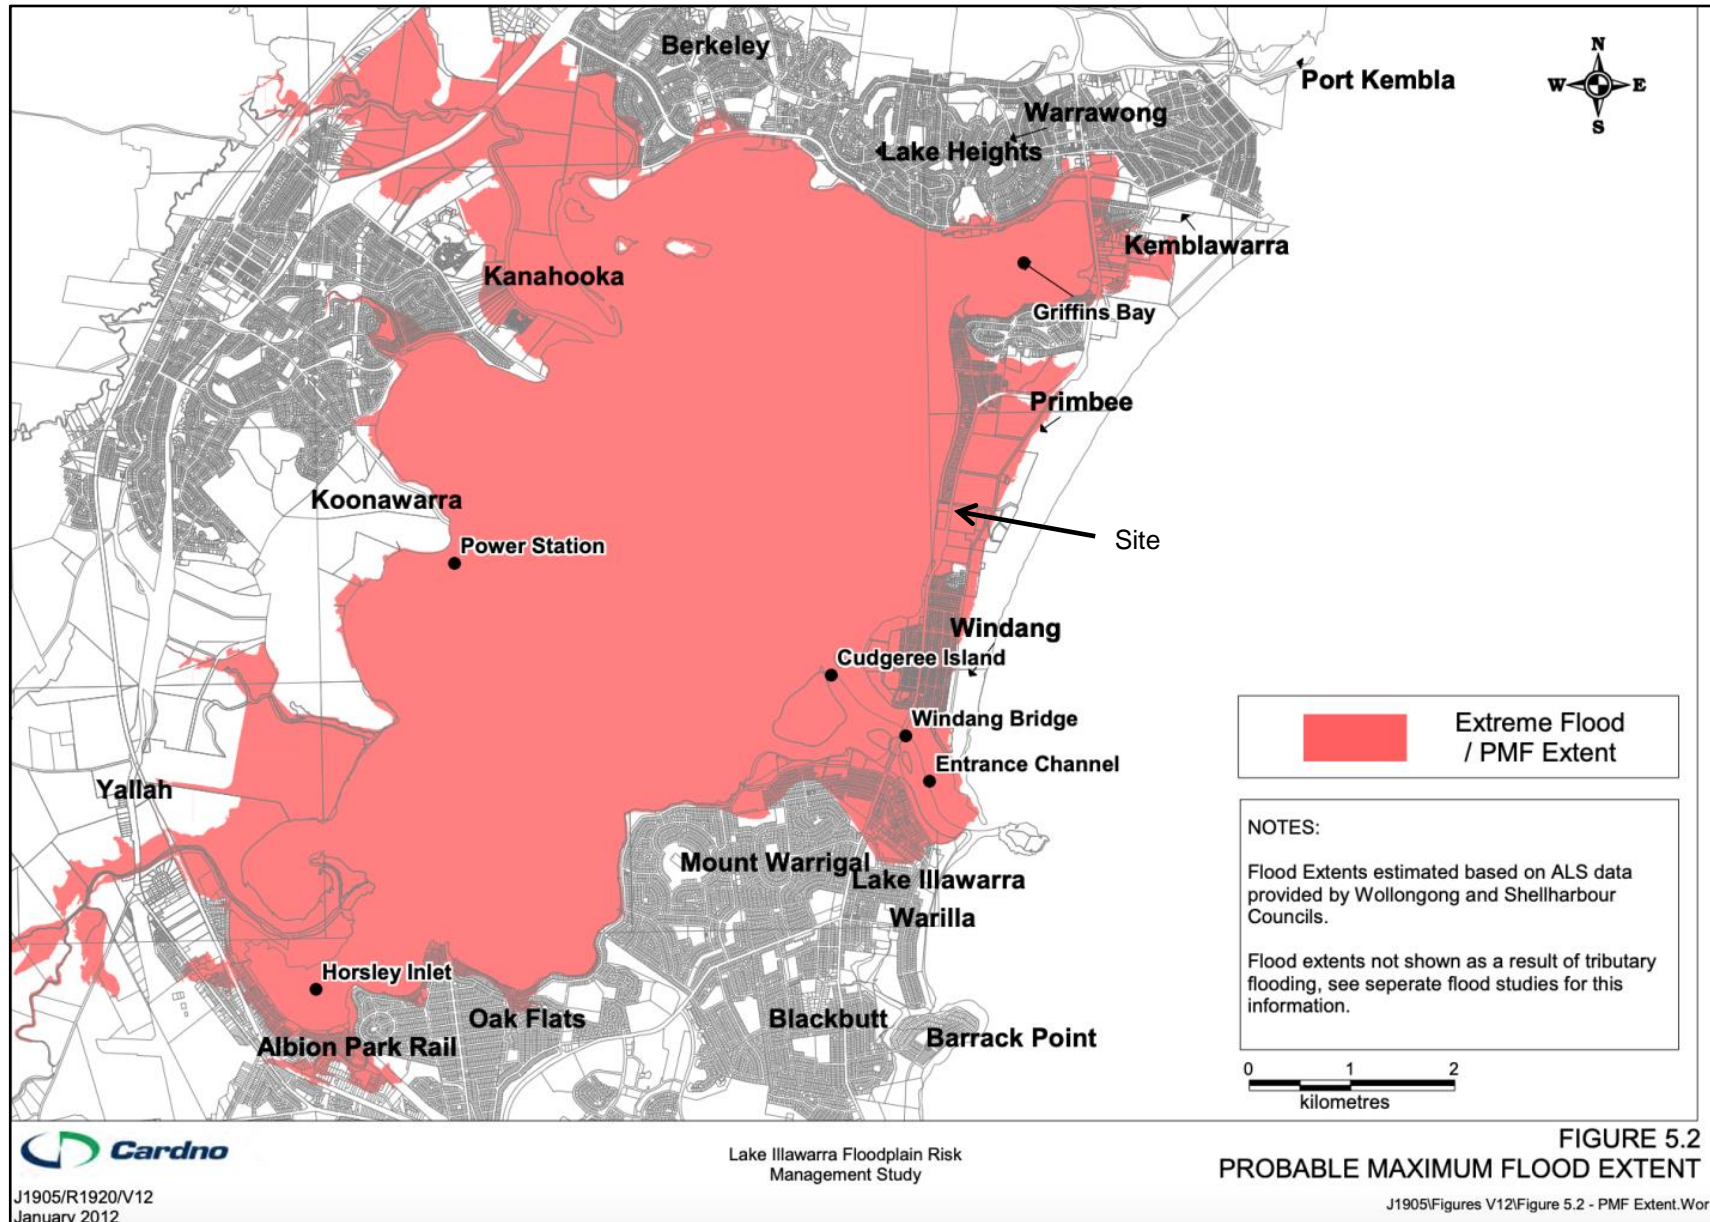 Berkeley
N
W E
S
Port Kembla
Warrawong
Lake Heights
Kemblawarra
Kanahooka
Griffins Bay
Primbee
Koonawarra
Site
Power Station
Windang
Cudgeree Island
Windang Bridge
Entrance Channel
Extreme Flood
/ PMF Extent
Yallah
NOTES:
Flood Extents estimated based on ALS data
provided by Wollongong and Shellharbour
Councils.
Flood extents not shown as a result of tributary
flooding, see seperate flood studies for this
information.
Mount Warrigal
Lake Illawarra
Warilla
Horsley Inlet
Oak Flats
Blackbutt
Barrack Point
Albion Park Rail
0 1 2
kilometres
Cardno
J1905/R1920/V12
January 2012
Lake Illawarra Floodplain Risk
Management Study
FIGURE 5.2
PROBABLE MAXIMUM FLOOD EXTENT
J1905\Figures V12\Figure 5.2 - PMF Extent.Wor